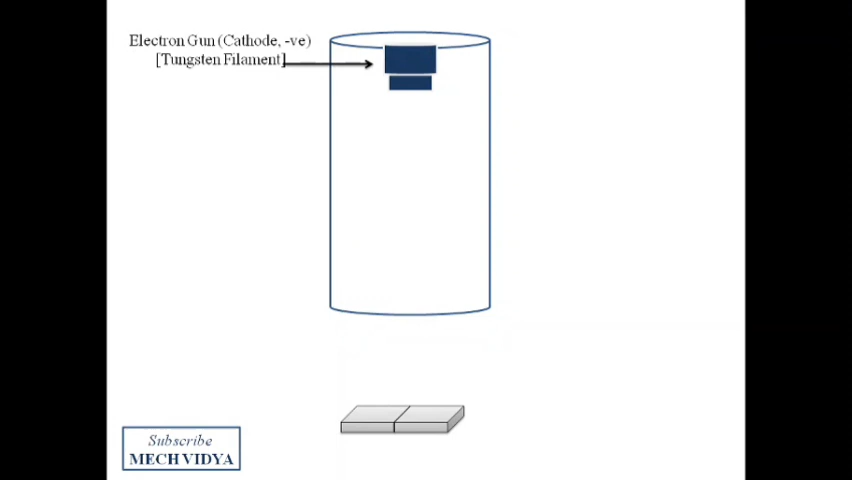 Electron Gun (Cathode, -ve)
[Tungsten Filament]
Subscribe
MECH VIDYA